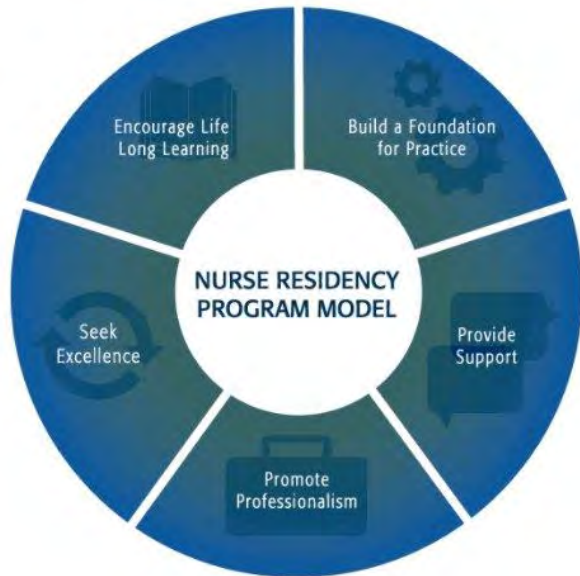 Encourage Life
Long Learning
Build a Foundation
for Practice
NURSE RESIDENCY
PROGRAM MODEL
Seek
Excellence
Provide
Support
Promote
Professionalism